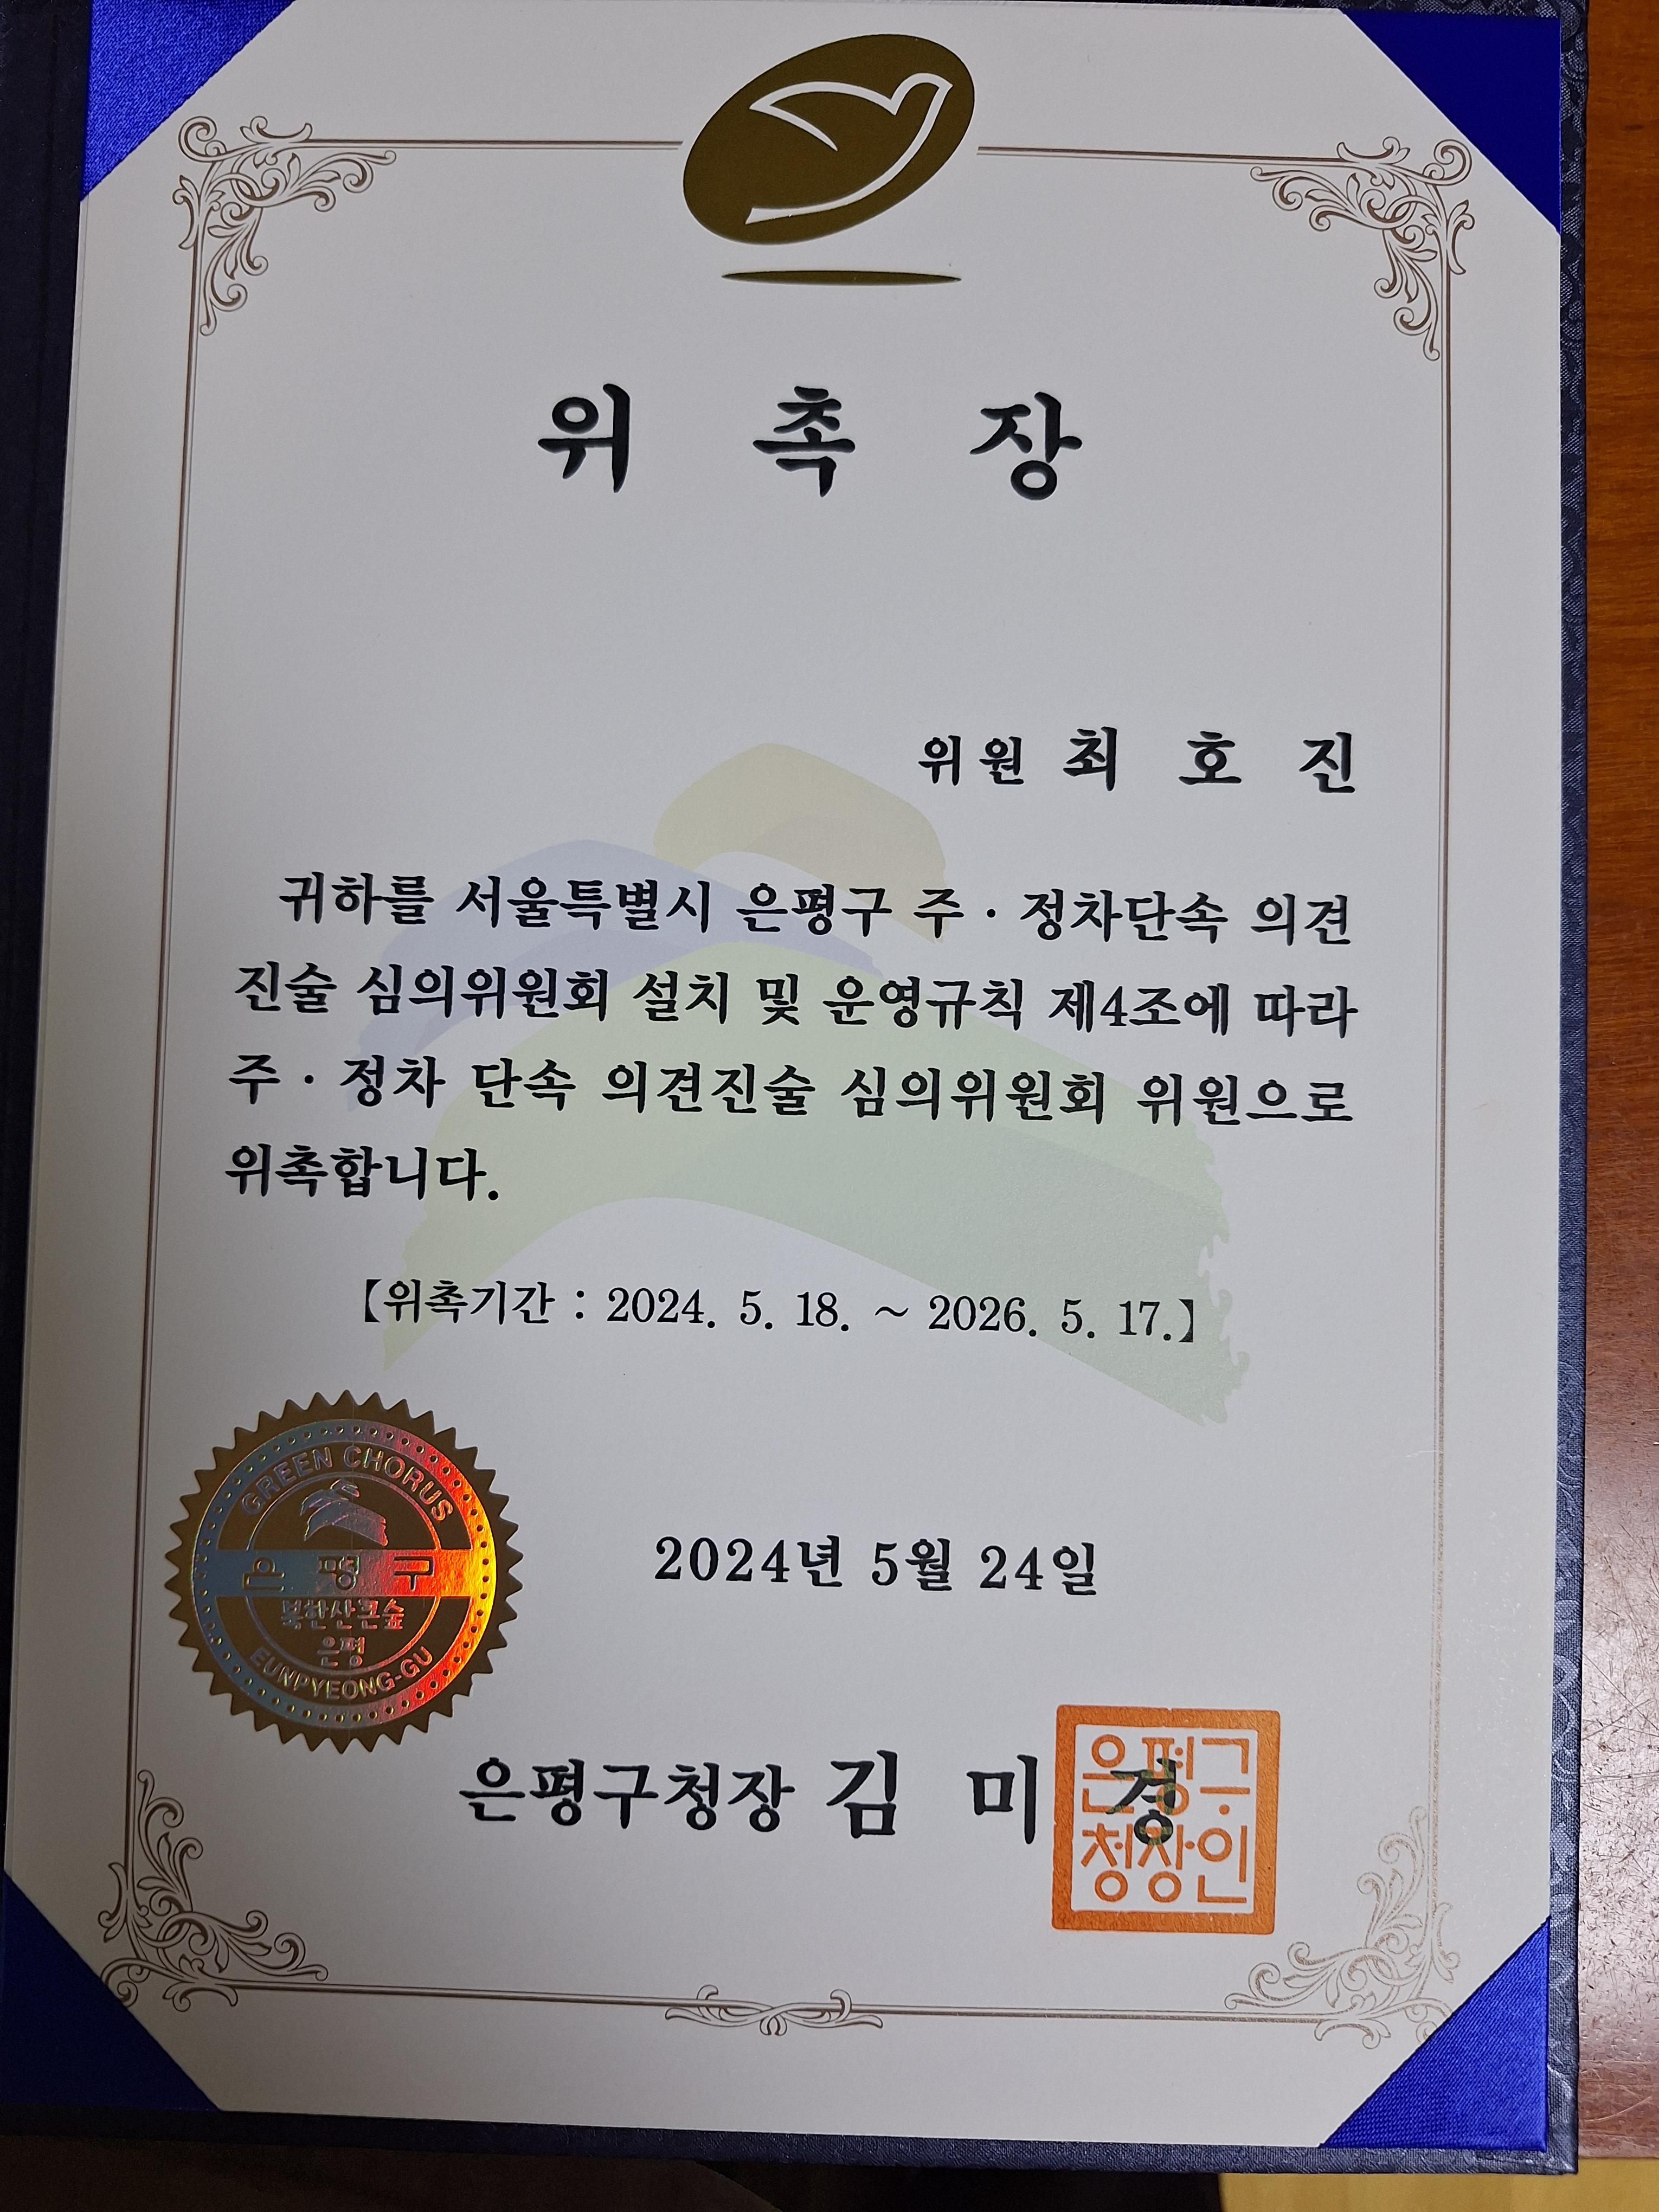 위 촉 장
위원 최 호 진
귀하를 서울특별시 은평구 주·정차단속 의견
진술 심의위원회 설치 및 운영규칙 제4조에 따라
주·정차 단속 의견진술 심의위원회 위원으로
위촉합니다.
【위촉기간 : 2024. 5. 18. ~ 2026. 5. 17.】
GREEN CHORUS
은 평 구
북한산큰숲
은평
EUNPYEONG-GU
2024년 5월 24일
은평구청장 김 미 경
은평구
청장인